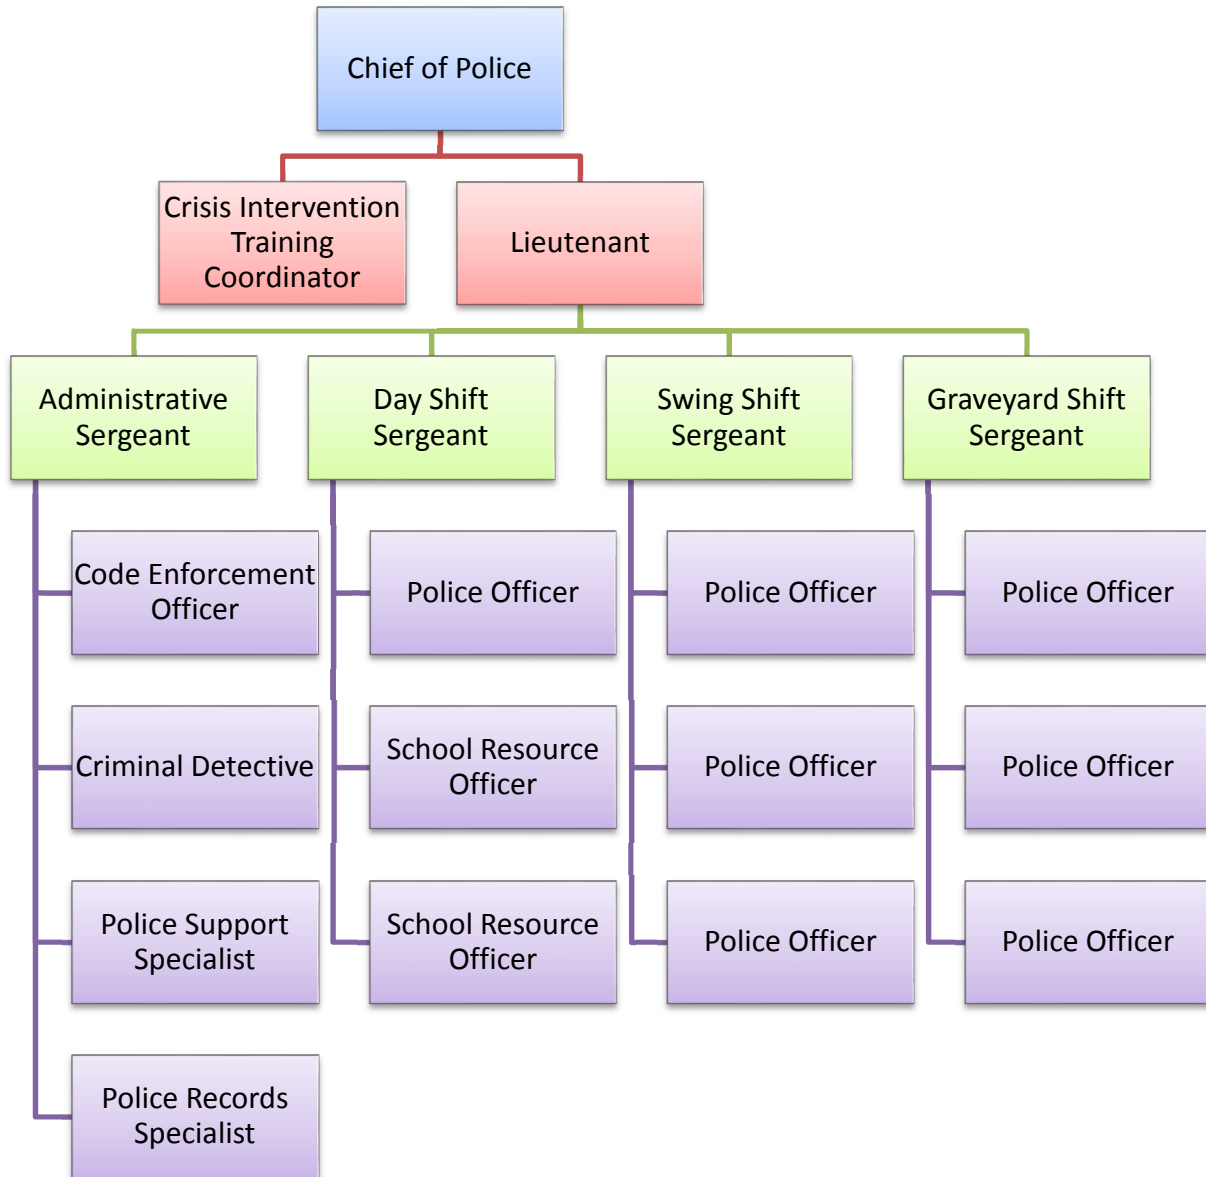 Chief of Police
Crisis Intervention
Training
Coordinator
Lieutenant
Administrative
Sergeant
Day Shift
Sergeant
Swing Shift
Sergeant
Graveyard Shift
Sergeant
Code Enforcement
Officer
Police Officer
Police Officer
Police Officer
Criminal Detective
School Resource
Officer
Police Officer
Police Officer
Police Support
Specialist
School Resource
Officer
Police Officer
Police Officer
Police Records
Specialist